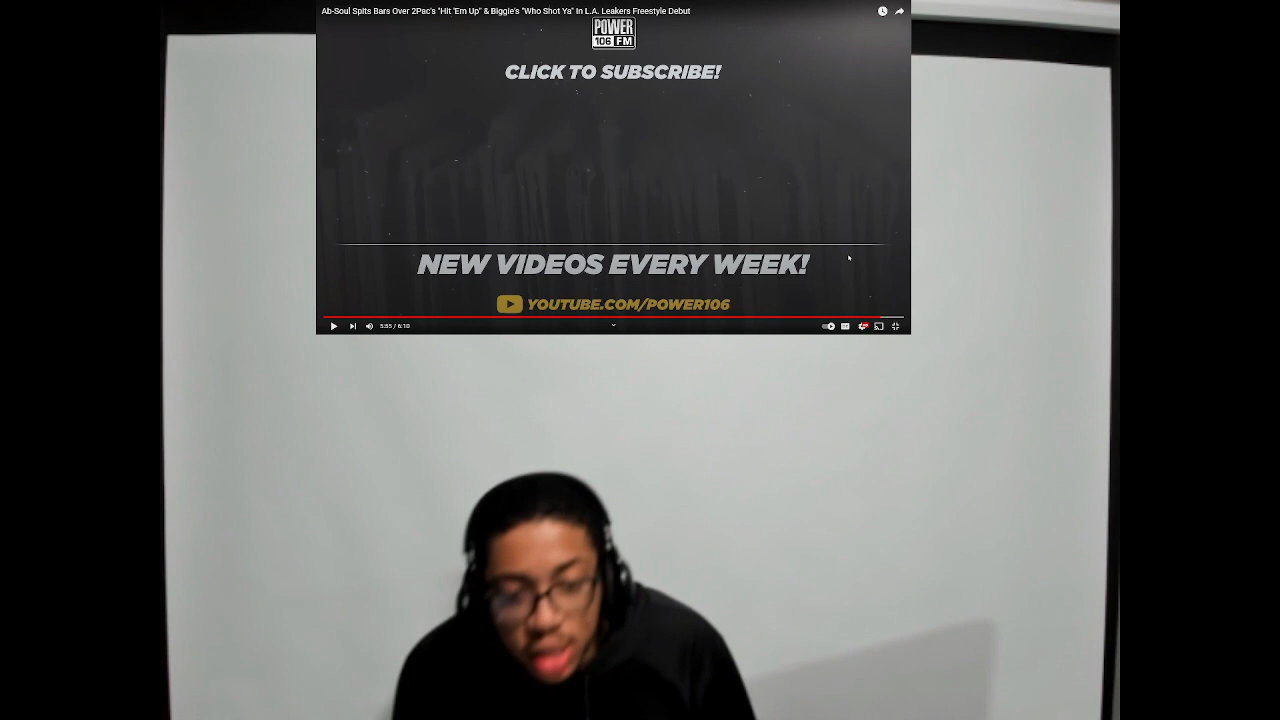 Ab-Soul Spits Bars Over 2Pac's "Hit 'Em Up" & Biggie's "Who Shot Ya" In L.A. Leakers Freestyle Debut
POWER
106 FM
CLICK TO SUBSCRIBE!
NEW VIDEOS EVERY WEEK!
YOUTUBE.COM/POWER106
5:55 / 6:10